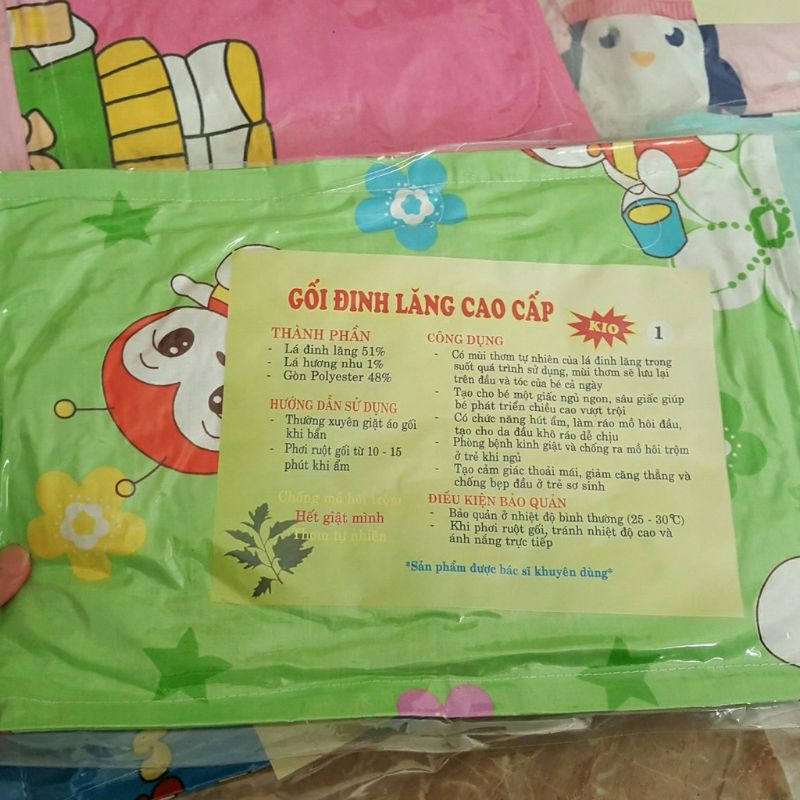 GỐI ĐINH LĂNG CAO CẤP
KIO 1
THÀNH PHẦN
- Lá đinh lăng 51%
- Lá hương nhu 1%
- Gòn Polyester 48%
HƯỚNG DẪN SỬ DỤNG
- Thường xuyên giặt áo gối
khi bẩn
- Phơi ruột gối từ 10 - 15
phút khi ẩm
Chống mồ hôi trộm
Hết giật mình
Thơm tự nhiên
CÔNG DỤNG
- Có mùi thơm tự nhiên của lá đinh lăng trong
suốt quá trình sử dụng, mùi thơm sẽ lưu lại
trên đầu và tóc của bé cả ngày
- Tạo cho bé một giấc ngủ ngon, sâu giấc giúp
bé phát triển chiều cao vượt trội
- Có chức năng hút ẩm, làm ráo mồ hôi đầu,
tạo cho da đầu khô ráo dễ chịu
- Phòng bệnh kinh giật và chống ra mồ hôi trộm
ở trẻ khi ngủ
- Tạo cảm giác thoải mái, giảm căng thẳng và
chống bẹp đầu ở trẻ sơ sinh
ĐIỀU KIỆN BẢO QUẢN
- Bảo quản ở nhiệt độ bình thường (25 - 30°C)
- Khi phơi ruột gối, tránh nhiệt độ cao và
ánh nắng trực tiếp
*Sản phẩm được bác sĩ khuyên dùng*